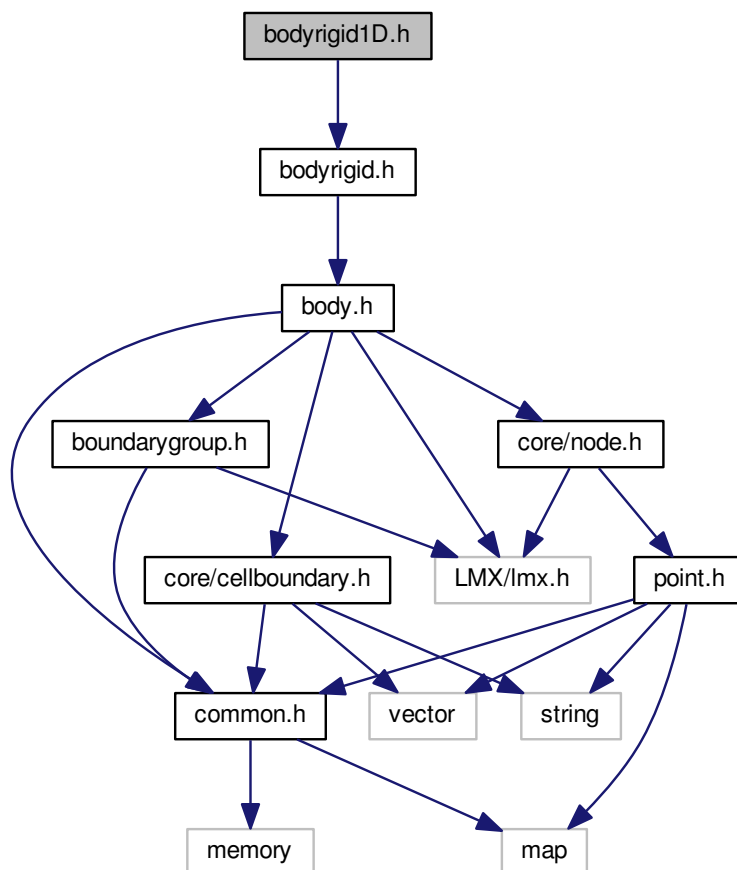 bodyrigid1D.h
bodyrigid.h
body.h
boundarygroup.h
core/node.h
core/cellboundary.h
LMX/lmx.h
point.h
common.h
vector
string
memory
map